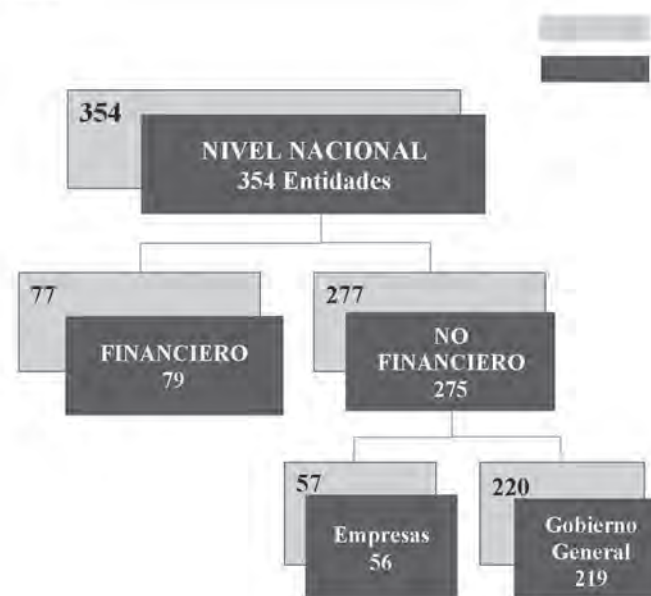 354
NIVEL NACIONAL
354 Entidades
77
FINANCIERO
79
277
NO
FINANCIERO
275
57
Empresas
56
220
Gobierno
General
219